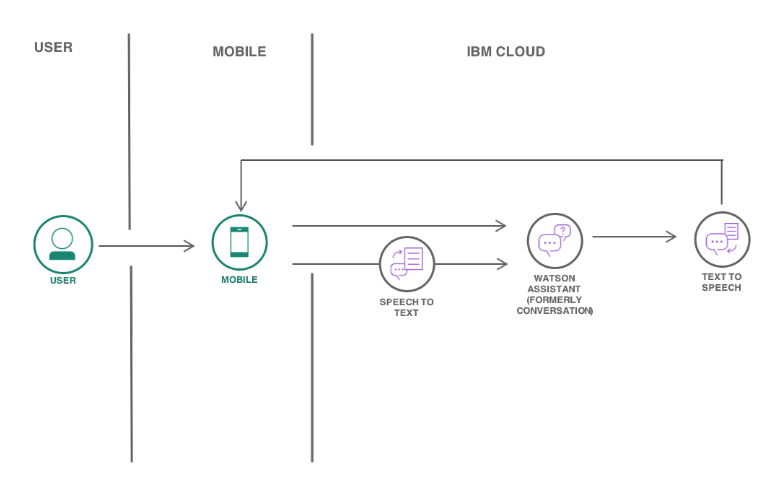 USER
MOBILE
IBM CLOUD
USER
MOBILE
SPEECH TO
TEXT
WATSON
ASSISTANT
(FORMERLY
CONVERSATION)
TEXT TO
SPEECH
?